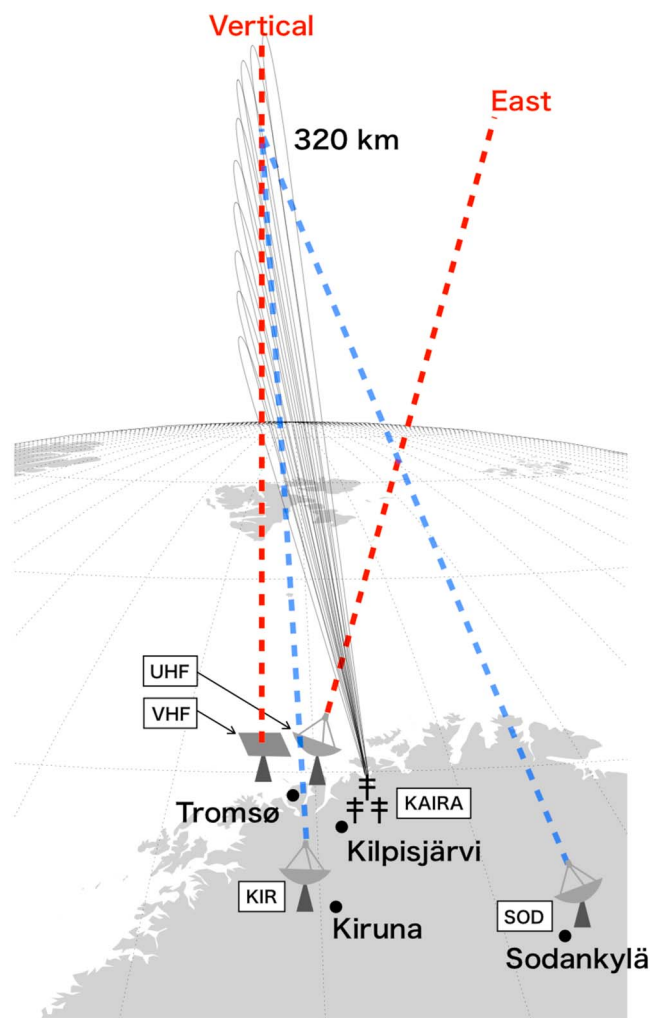 Vertical
East
320 km
UHF
VHF
KAIRA
Tromsø
Kilpisjärvi
KIR
Kiruna
SOD
Sodankylä